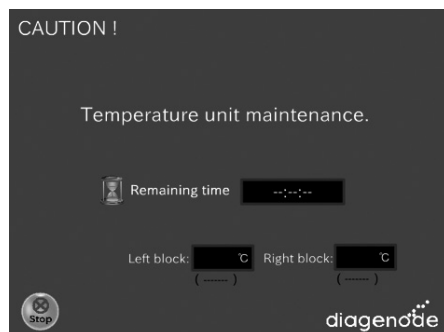 CAUTION !
Temperature unit maintenance.
Remaining time --:--:--
Left block: ℃ Right block: ℃
( ------- ) ( ------- )
Stop
diagenode